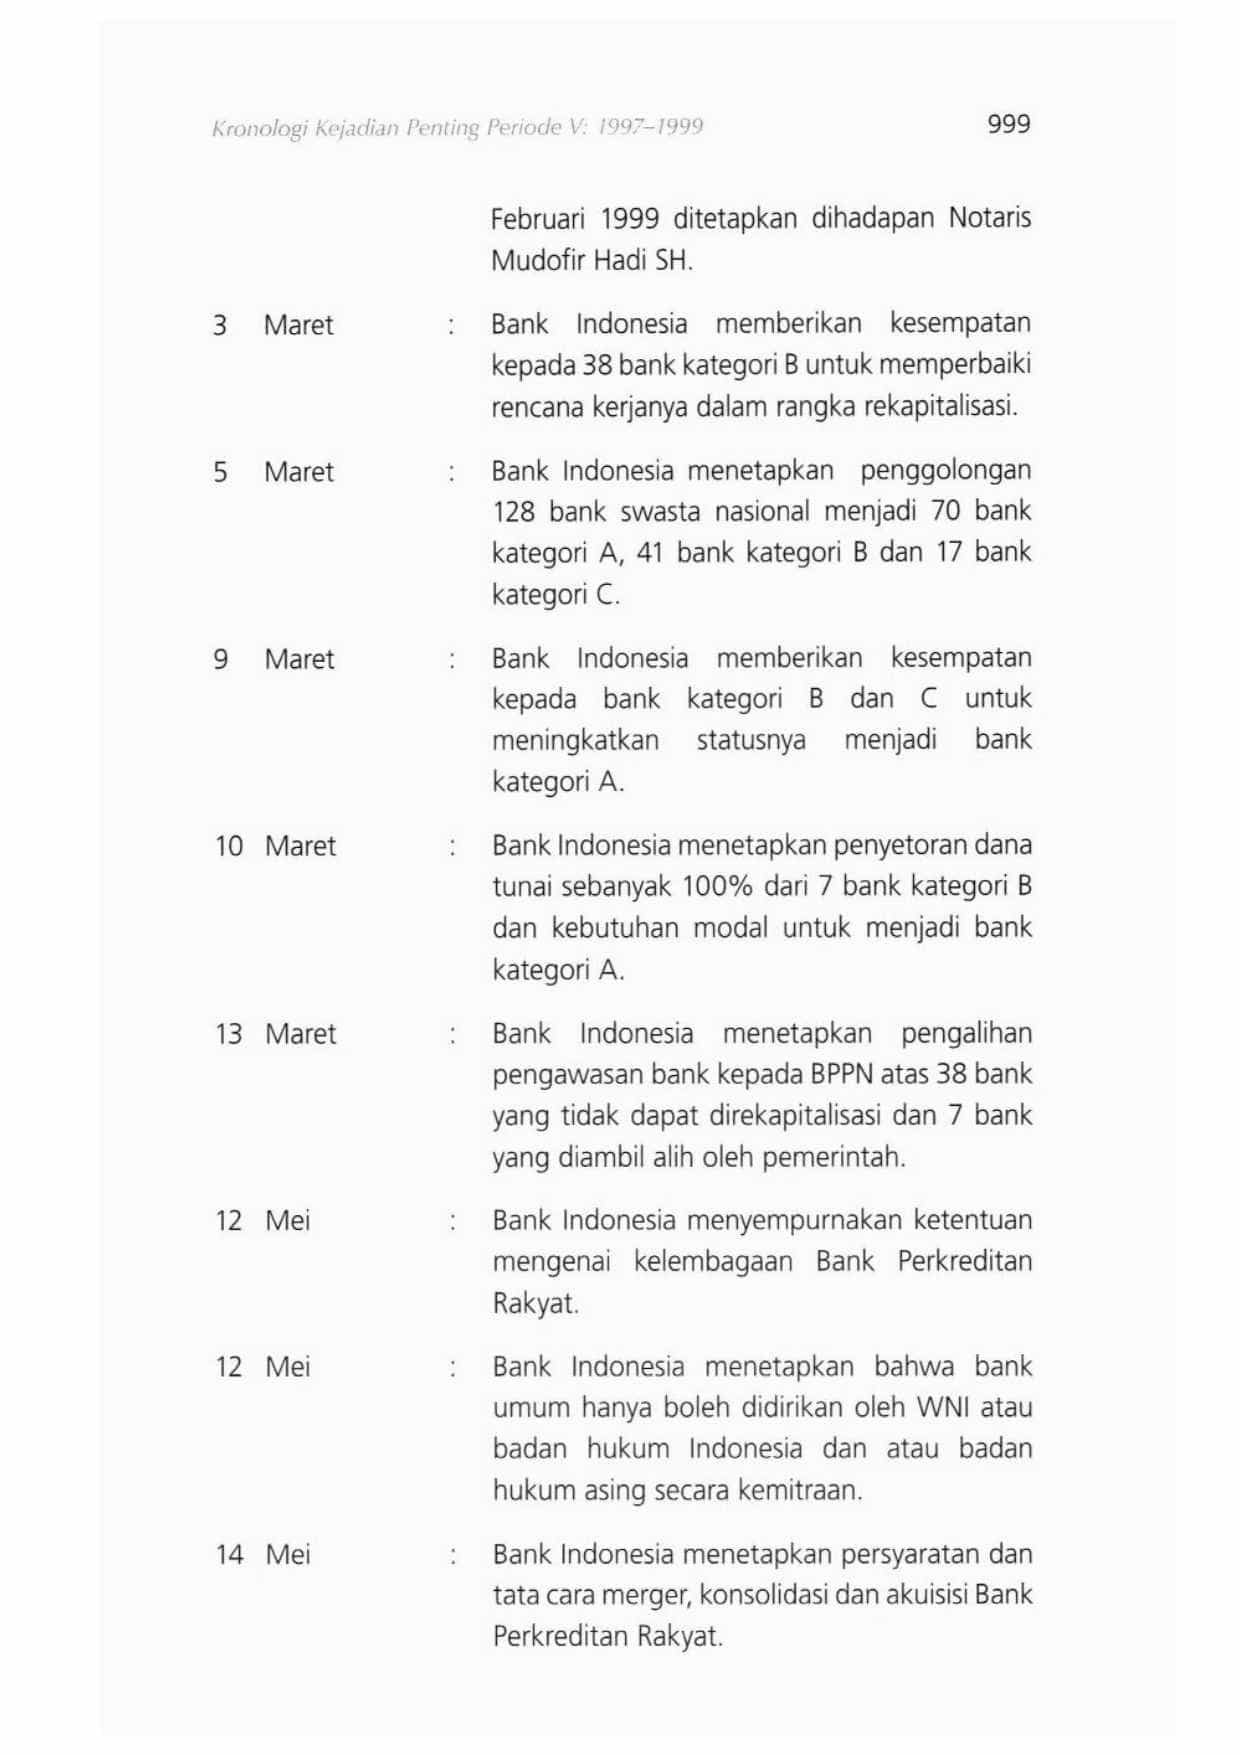 Kronologi Kejadian Penting Periode V: 1997–1999 999
Februari 1999 ditetapkan dihadapan Notaris
Mudofir Hadi SH.
3 Maret : Bank Indonesia memberikan kesempatan
kepada 38 bank kategori B untuk memperbaiki
rencana kerjanya dalam rangka rekapitalisasi.
5 Maret : Bank Indonesia menetapkan penggolongan
128 bank swasta nasional menjadi 70 bank
kategori A, 41 bank kategori B dan 17 bank
kategori C.
9 Maret : Bank Indonesia memberikan kesempatan
kepada bank kategori B dan C untuk
meningkatkan statusnya menjadi bank
kategori A.
10 Maret : Bank Indonesia menetapkan penyetoran dana
tunai sebanyak 100% dari 7 bank kategori B
dan kebutuhan modal untuk menjadi bank
kategori A.
13 Maret : Bank Indonesia menetapkan pengalihan
pengawasan bank kepada BPPN atas 38 bank
yang tidak dapat direkapitalisasi dan 7 bank
yang diambil alih oleh pemerintah.
12 Mei : Bank Indonesia menyempurnakan ketentuan
mengenai kelembagaan Bank Perkreditan
Rakyat.
12 Mei : Bank Indonesia menetapkan bahwa bank
umum hanya boleh didirikan oleh WNI atau
badan hukum Indonesia dan atau badan
hukum asing secara kemitraan.
14 Mei : Bank Indonesia menetapkan persyaratan dan
tata cara merger, konsolidasi dan akuisisi Bank
Perkreditan Rakyat.